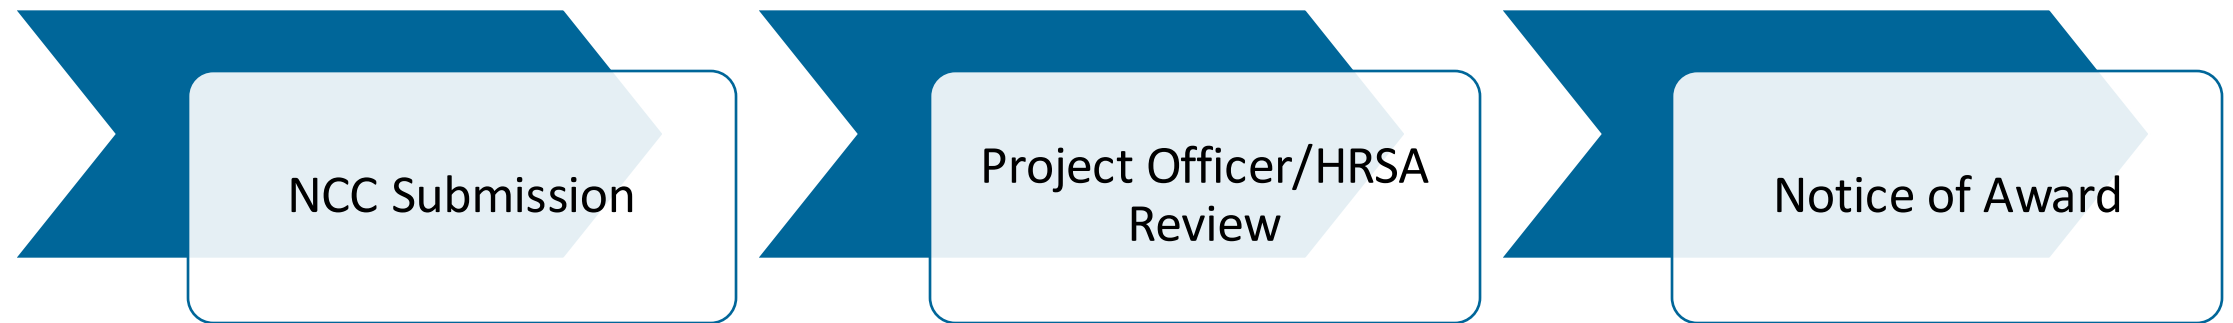 NCC Submission
Project Officer/HRSA
Review
Notice of Award